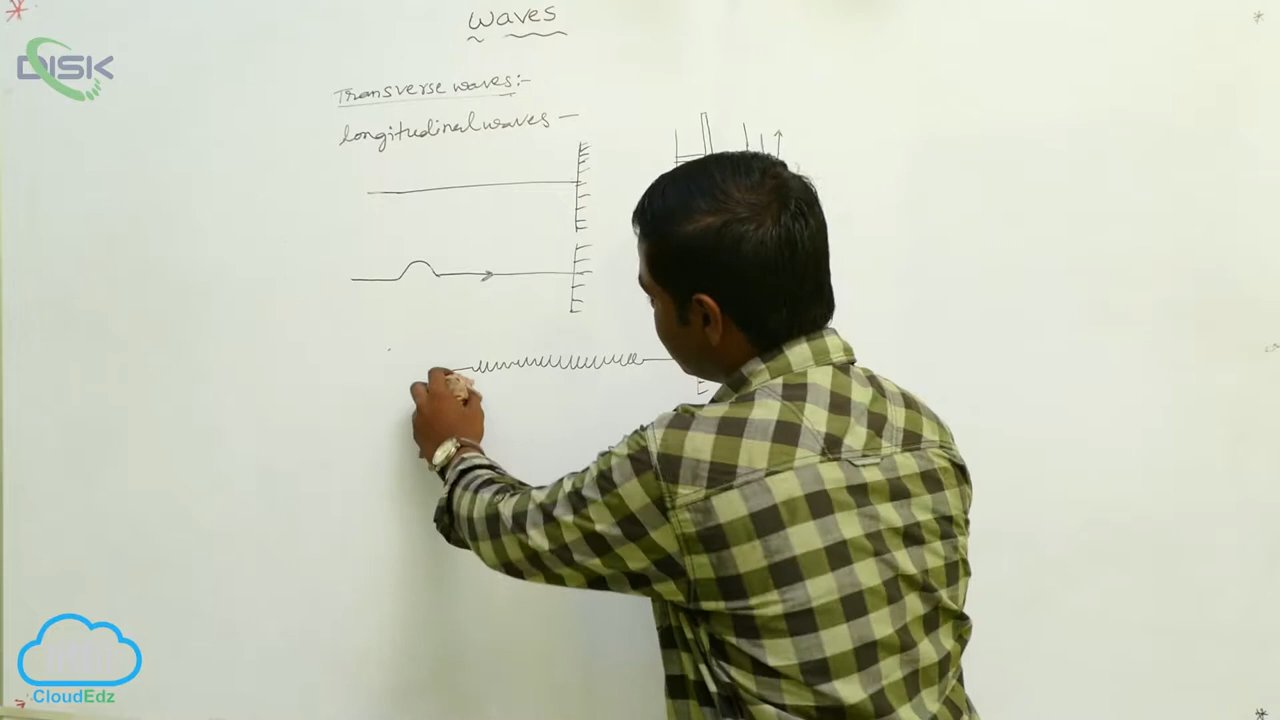 Waves
DISK
Transverse waves:-
longitudinal waves -
CloudEdz